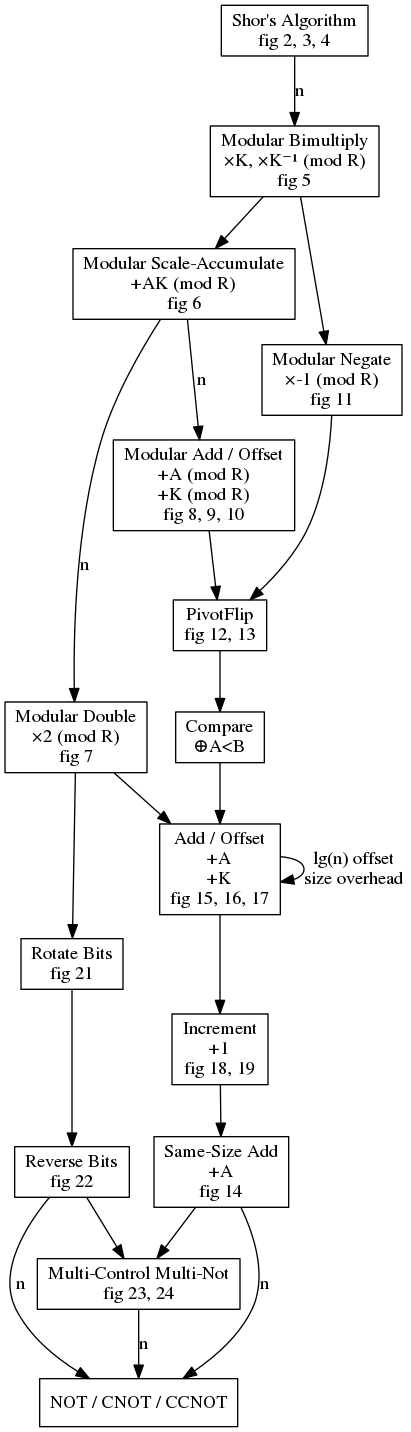 Shor's Algorithm
fig 2, 3, 4
n
Modular Bimultiply
×K, ×K⁻¹ (mod R)
fig 5
Modular Scale-Accumulate
+AK (mod R)
fig 6
Modular Negate
×-1 (mod R)
fig 11
n
Modular Add / Offset
+A (mod R)
+K (mod R)
fig 8, 9, 10
n
PivotFlip
fig 12, 13
Modular Double
×2 (mod R)
fig 7
Compare
⊕A<B
Add / Offset
+A
+K
fig 15, 16, 17
lg(n) offset
size overhead
Rotate Bits
fig 21
Increment
+1
fig 18, 19
Reverse Bits
fig 22
Same-Size Add
+A
fig 14
Multi-Control Multi-Not
fig 23, 24
n
n
n
NOT / CNOT / CCNOT